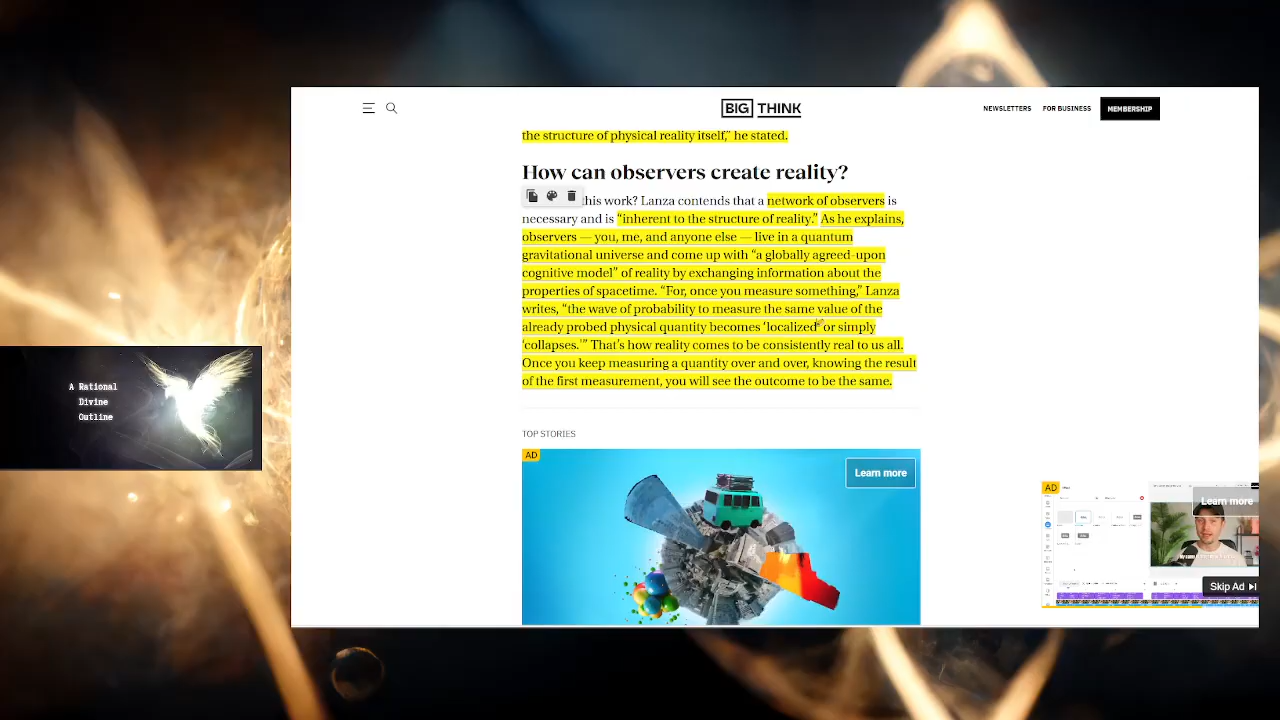 BIG THINK
NEWSLETTERS
FOR BUSINESS
MEMBERSHIP
the structure of physical reality itself,” he stated.
How can observers create reality?
his work? Lanza contends that a network of observers is
necessary and is “inherent to the structure of reality.” As he explains,
observers — you, me, and anyone else — live in a quantum
gravitational universe and come up with “a globally agreed-upon
cognitive model” of reality by exchanging information about the
properties of spacetime. “For, once you measure something,” Lanza
writes, “the wave of probability to measure the same value of the
already probed physical quantity becomes ‘localized’ or simply
‘collapses.’” That’s how reality comes to be consistently real to us all.
Once you keep measuring a quantity over and over, knowing the result
of the first measurement, you will see the outcome to be the same.
A Rational
Divine
Outline
TOP STORIES
AD
Learn more
AD
Learn more
Skip Ad